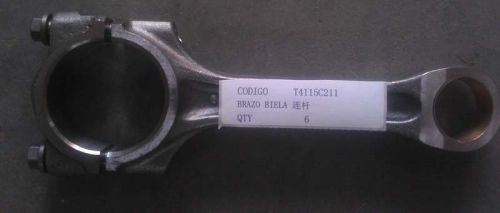 CODIGO T4115C211
BRAZO BIELA 连杆
QTY 6